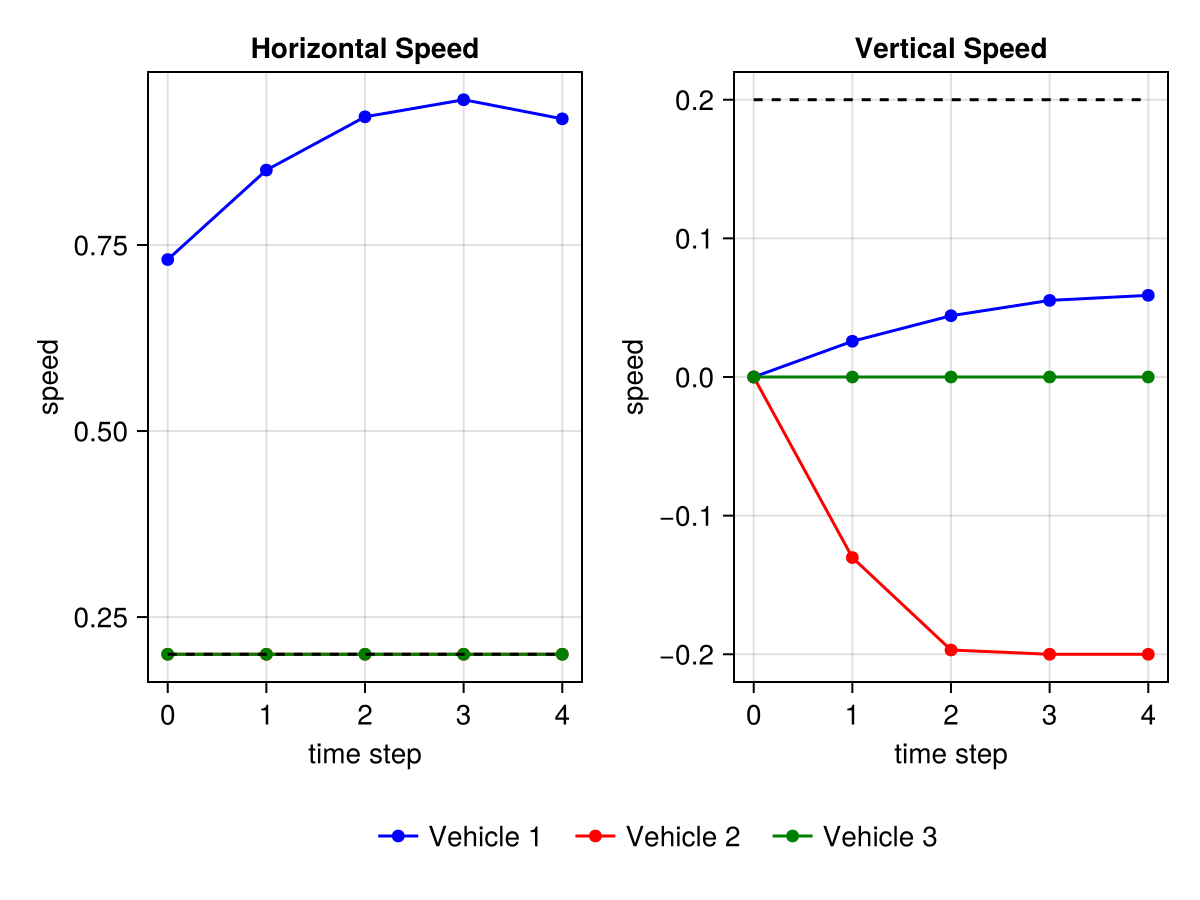 Horizontal Speed
speed
0.75
0.50
0.25
0
1
2
3
4
time step
Vertical Speed
speed
0.2
0.1
0.0
−0.1
−0.2
0
1
2
3
4
time step
Vehicle 1
Vehicle 2
Vehicle 3